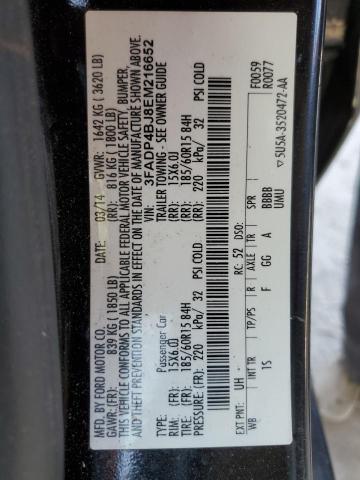 MFD. BY FORD MOTOR CO.
DATE: 03/14 GVWR: 1642 KG ( 3620 LB)
GAWR: (FR): 839 KG ( 1850 LB) (RR): 816 KG ( 1800 LB)
THIS VEHICLE CONFORMS TO ALL APPLICABLE FEDERAL MOTOR VEHICLE SAFETY, BUMPER,
AND THEFT PREVENTION STANDARDS IN EFFECT ON THE DATE OF MANUFACTURE SHOWN ABOVE.
VIN: 3FADP4BJ8EM216652
TYPE: Passenger Car TRAILER TOWING - SEE OWNERS GUIDE
RIM: (FR): 15X6.0J (RR): 15X6.0J
TIRE: (FR): 185/60R15 84H (RR): 185/60R15 84H
PRESSURE: (FR): 220 kPa/ 32 PSI COLD (RR): 220 kPa/ 32 PSI COLD
F0059
R0077
EXT PNT: UH RC: 52 DSO:
WB INT TR TP/PS R AXLE TR SPR
15 F GG A BBBB
UMU
▽5U5A-3520472-AA